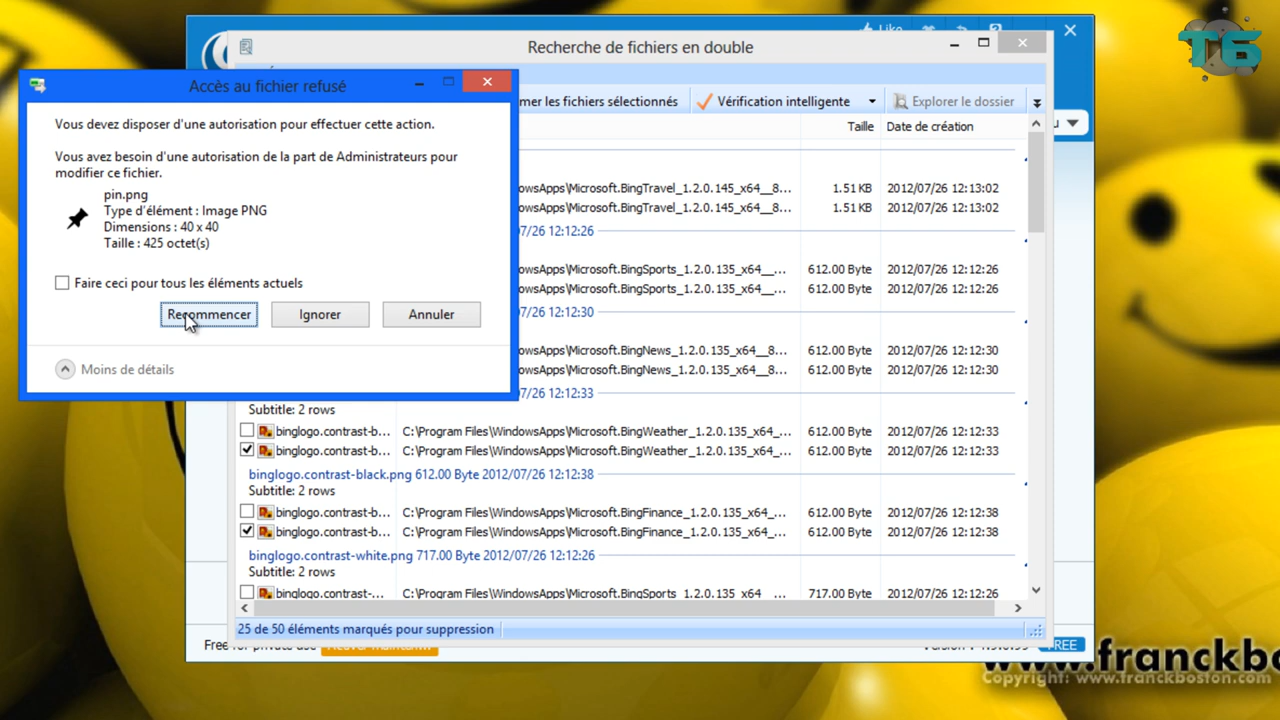 Like
T6
Recherche de fichiers en double
Accès au fichier refusé
Vous devez disposer d'une autorisation pour effectuer cette action.
Vous avez besoin d'une autorisation de la part de Administrateurs pour
modifier ce fichier.
pin.png
Type d'élément : Image PNG
Dimensions : 40 x 40
Taille : 425 octet(s)
Faire ceci pour tous les éléments actuels
Recommencer Ignorer Annuler
Moins de détails
mer les fichiers sélectionnés Vérification intelligente Explorer le dossier
Taille Date de création
owsApps\Microsoft.BingTravel_1.2.0.145_x64__8... 1.51 KB 2012/07/26 12:13:02
owsApps\Microsoft.BingTravel_1.2.0.145_x64__8... 1.51 KB 2012/07/26 12:13:02
7/26 12:12:26
owsApps\Microsoft.BingSports_1.2.0.135_x64__... 612.00 Byte 2012/07/26 12:12:26
owsApps\Microsoft.BingSports_1.2.0.135_x64__... 612.00 Byte 2012/07/26 12:12:26
7/26 12:12:30
owsApps\Microsoft.BingNews_1.2.0.135_x64__8... 612.00 Byte 2012/07/26 12:12:30
owsApps\Microsoft.BingNews_1.2.0.135_x64__8... 612.00 Byte 2012/07/26 12:12:30
7/26 12:12:33
Subtitle: 2 rows
binglogo.contrast-b... C:\Program Files\WindowsApps\Microsoft.BingWeather_1.2.0.135_x64_... 612.00 Byte 2012/07/26 12:12:33
binglogo.contrast-b... C:\Program Files\WindowsApps\Microsoft.BingWeather_1.2.0.135_x64_... 612.00 Byte 2012/07/26 12:12:33
binglogo.contrast-black.png 612.00 Byte 2012/07/26 12:12:38
Subtitle: 2 rows
binglogo.contrast-b... C:\Program Files\WindowsApps\Microsoft.BingFinance_1.2.0.135_x64_... 612.00 Byte 2012/07/26 12:12:38
binglogo.contrast-b... C:\Program Files\WindowsApps\Microsoft.BingFinance_1.2.0.135_x64_... 612.00 Byte 2012/07/26 12:12:38
binglogo.contrast-white.png 717.00 Byte 2012/07/26 12:12:26
Subtitle: 2 rows
binglogo.contrast-... C:\Program Files\WindowsApps\Microsoft.BingSports_1.2.0.135_x64__... 717.00 Byte 2012/07/26 12:12:26
25 de 50 éléments marqués pour suppression
Free for private use FREE
www.franckbo
Copyright: www.franckboston.com